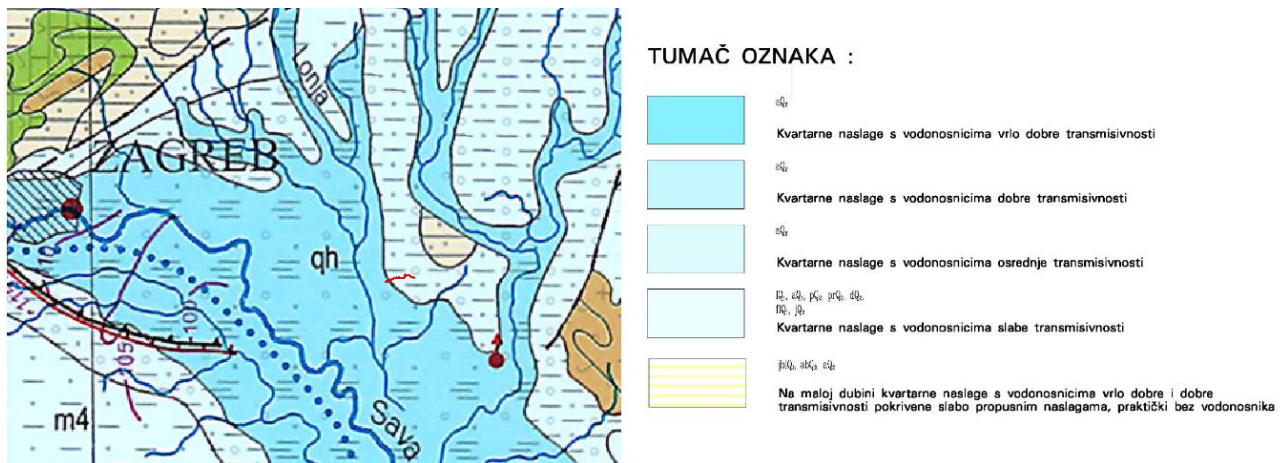 Lonja
ZAGREB
110
qh
100
105
m4
Sava
TUMAČ OZNAKA :
Kvartarne naslage s vodonosnicima vrlo dobre transmisivnosti
Kvartarne naslage s vodonosnicima dobre transmisivnosti
Kvartarne naslage s vodonosnicima osrednje transmisivnosti
Kvartarne naslage s vodonosnicima slabe transmisivnosti
Na maloj dubini kvartarne naslage s vodonosnicima vrlo dobre i dobre
transmisivnosti pokrivene slabo propusnim naslagama, praktički bez vodonosnika